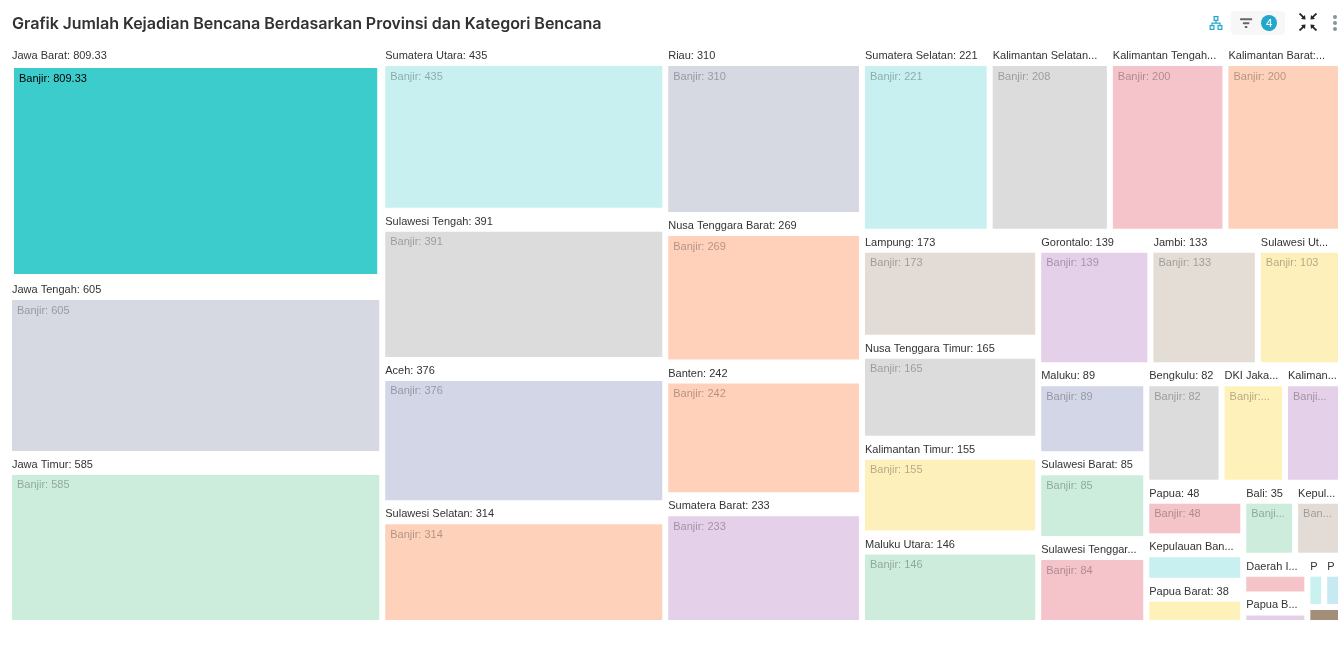 Grafik Jumlah Kejadian Bencana Berdasarkan Provinsi dan Kategori Bencana
4
Jawa Barat: 809.33
Banjir: 809.33
Jawa Tengah: 605
Banjir: 605
Jawa Timur: 585
Banjir: 585
Sumatera Utara: 435
Banjir: 435
Sulawesi Tengah: 391
Banjir: 391
Aceh: 376
Banjir: 376
Sulawesi Selatan: 314
Banjir: 314
Riau: 310
Banjir: 310
Nusa Tenggara Barat: 269
Banjir: 269
Banten: 242
Banjir: 242
Sumatera Barat: 233
Banjir: 233
Sumatera Selatan: 221
Banjir: 221
Kalimantan Selatan...
Banjir: 208
Kalimantan Tengah...
Banjir: 200
Kalimantan Barat:...
Banjir: 200
Lampung: 173
Banjir: 173
Nusa Tenggara Timur: 165
Banjir: 165
Kalimantan Timur: 155
Banjir: 155
Maluku Utara: 146
Banjir: 146
Gorontalo: 139
Banjir: 139
Jambi: 133
Banjir: 133
Sulawesi Ut...
Banjir: 103
Maluku: 89
Banjir: 89
Sulawesi Barat: 85
Banjir: 85
Sulawesi Tenggar...
Banjir: 84
Bengkulu: 82
Banjir: 82
DKI Jaka...
Banjir:...
Kaliman...
Banji...
Papua: 48
Banjir: 48
Kepulauan Ban...
Papua Barat: 38
Bali: 35
Banji...
Kepul...
Ban...
Daerah I...
Papua B...
P
P